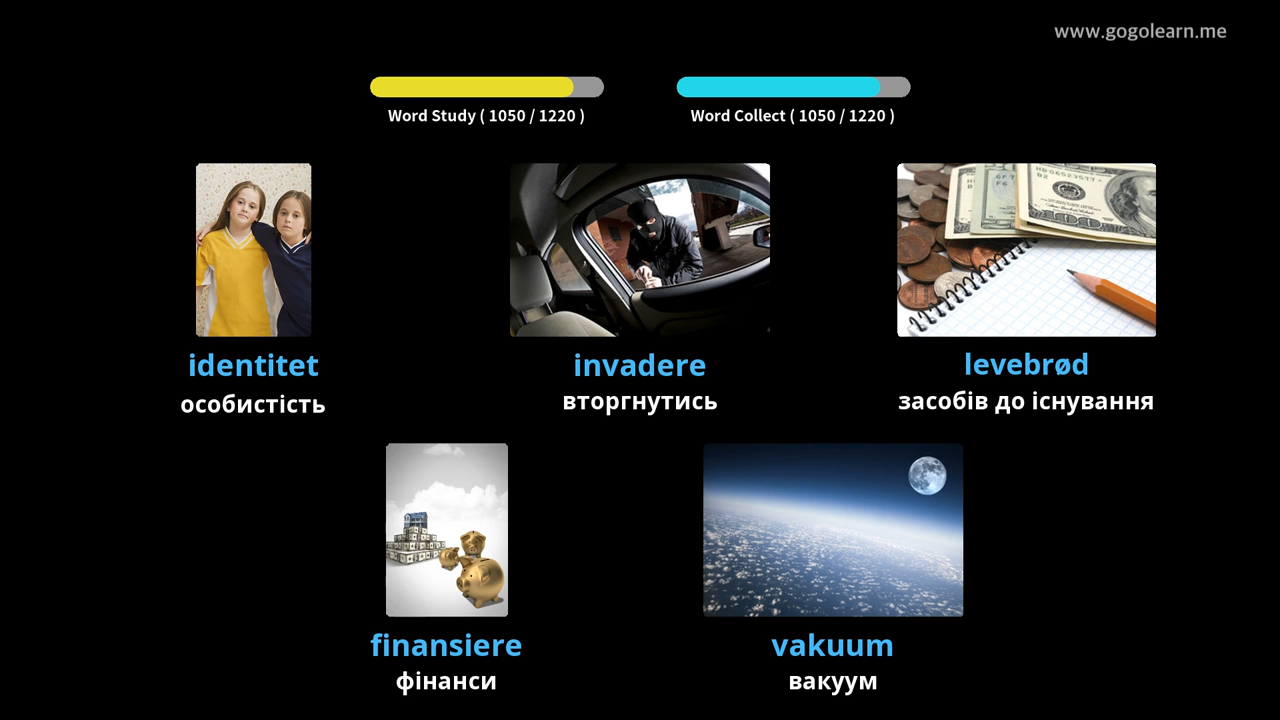 www.gogolearn.me
Word Study ( 1050 / 1220 )
Word Collect ( 1050 / 1220 )
identitet
особистість
invadere
вторгнутись
levebrød
засобів до існування
finansiere
фінанси
vakuum
вакуум